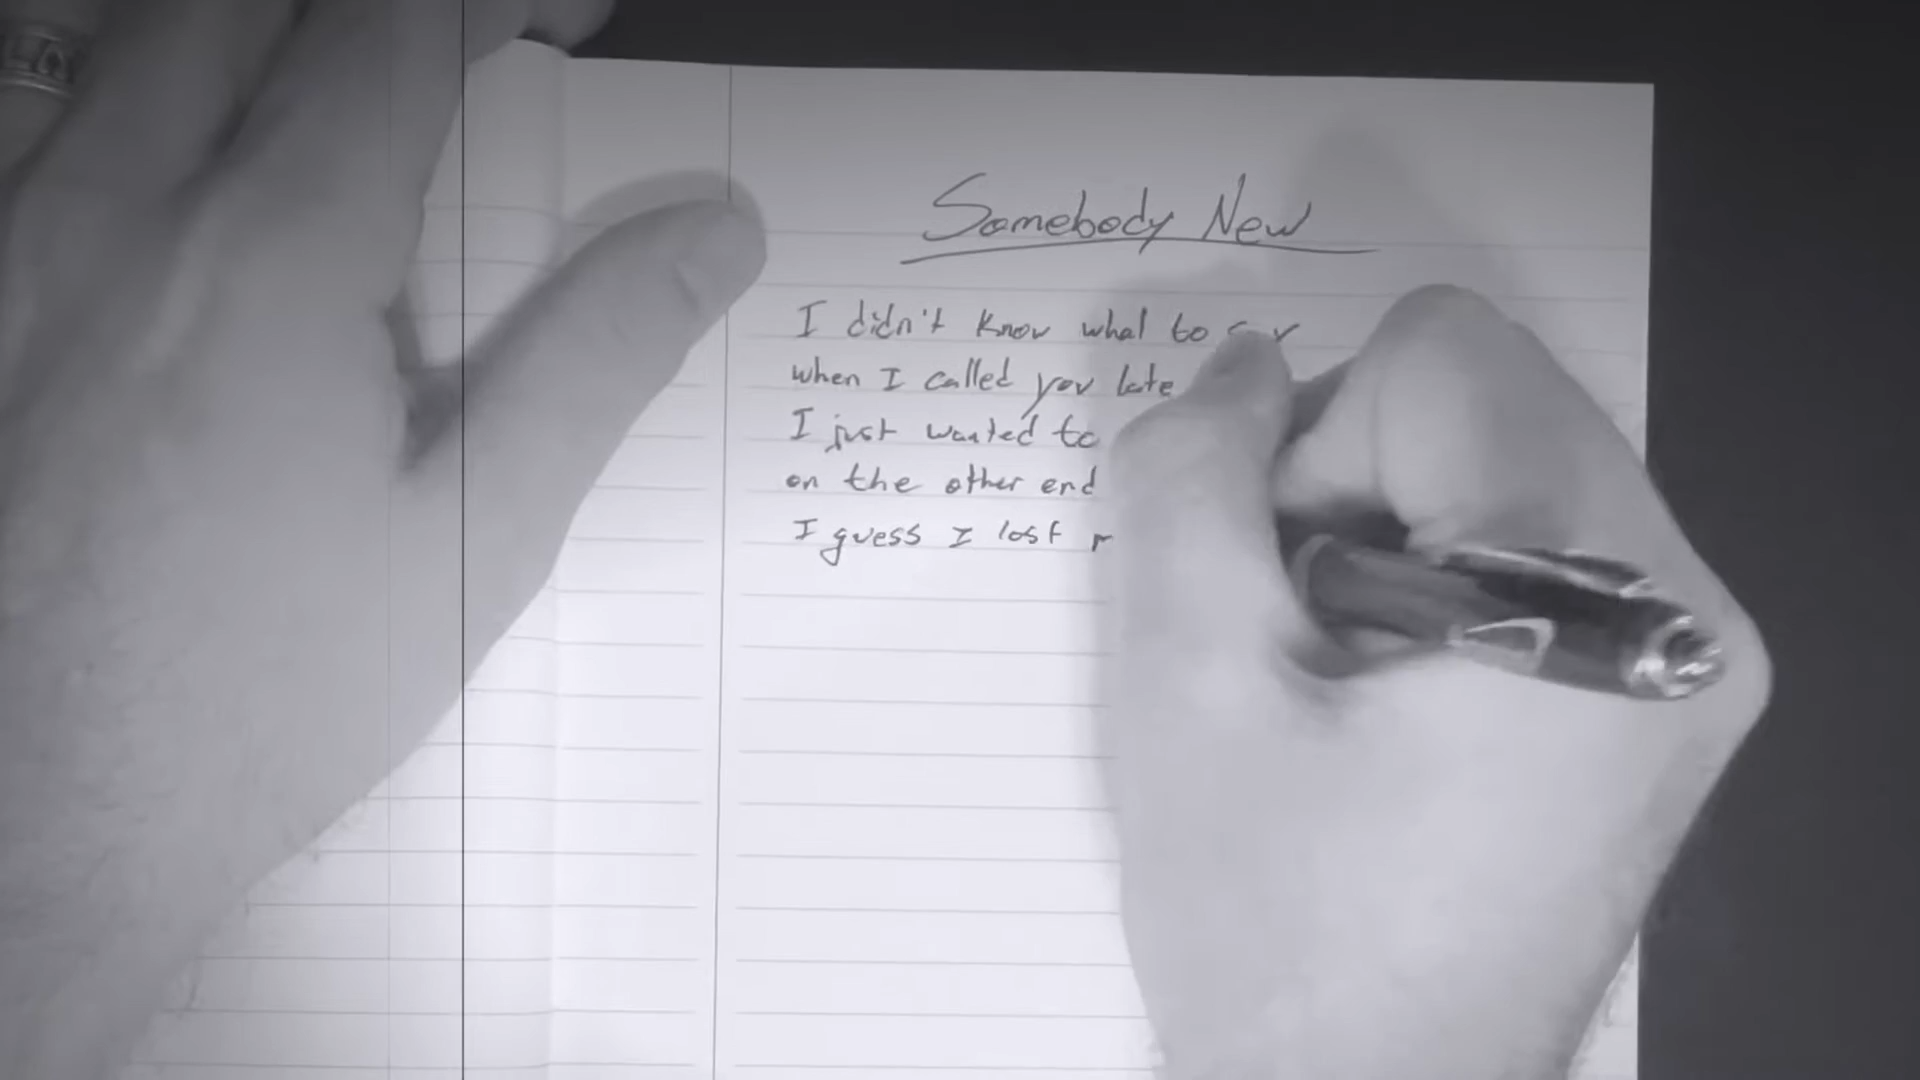 Somebody New
I didn't know what to
when I called you late
I just wanted to
on the other end
I guess I lost